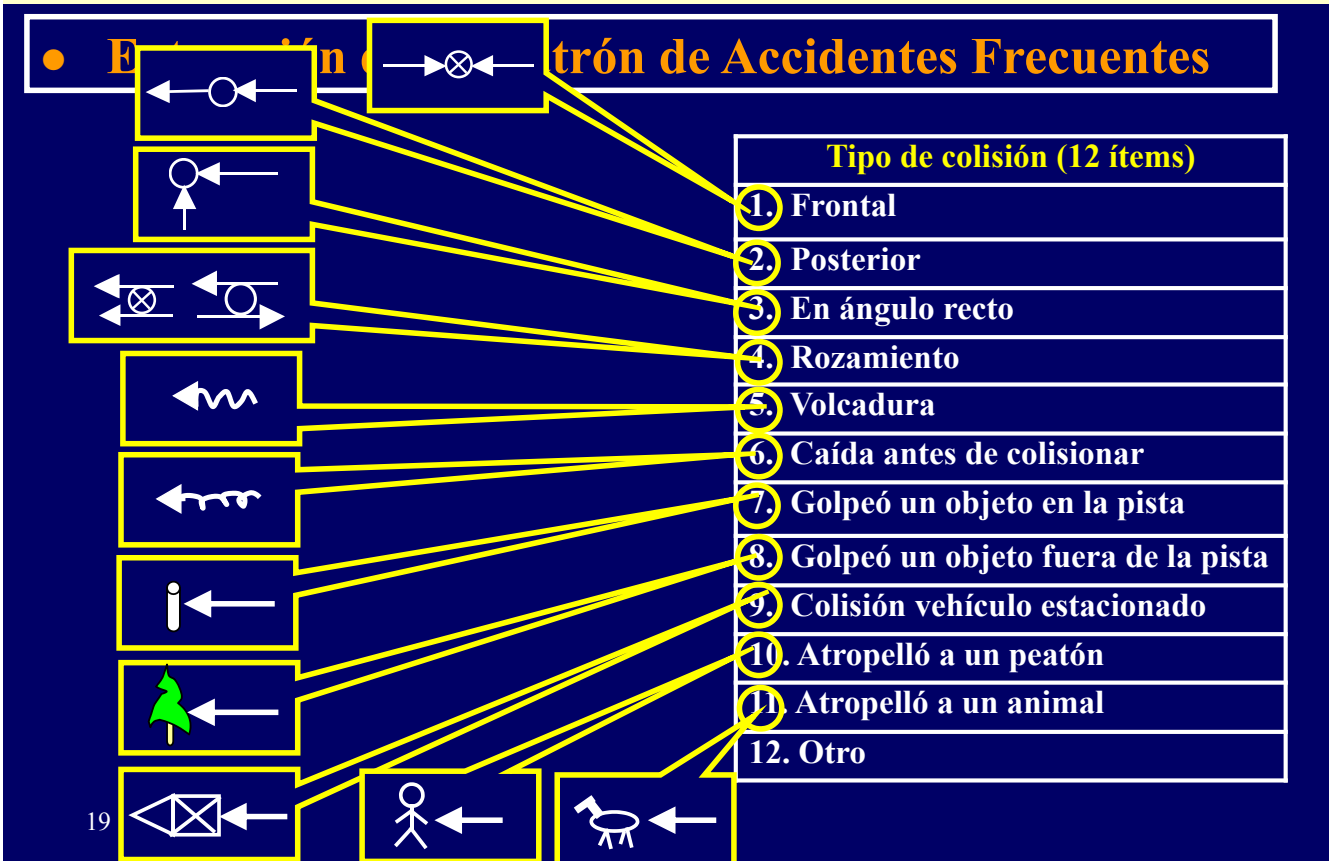 ● trón de Accidentes Frecuentes
Tipo de colisión (12 ítems)
1. Frontal
2. Posterior
3. En ángulo recto
4. Rozamiento
5. Volcadura
6. Caída antes de colisionar
7. Golpeó un objeto en la pista
8. Golpeó un objeto fuera de la pista
9. Colisión vehículo estacionado
10. Atropelló a un peatón
11. Atropelló a un animal
12. Otro
19